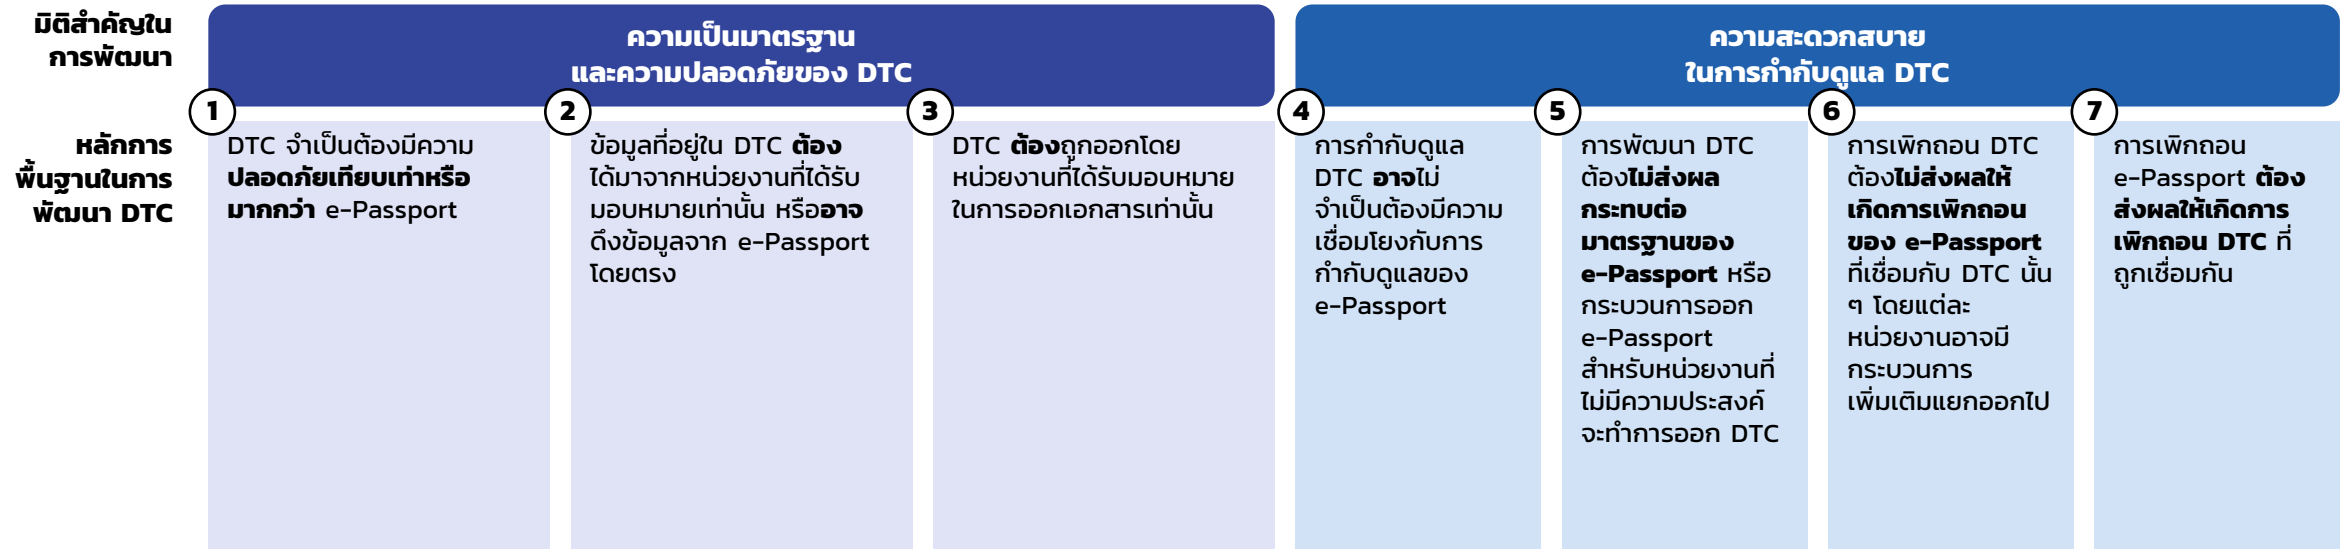 มิติสำคัญใน
การพัฒนา
ความเป็นมาตรฐาน
และความปลอดภัยของ DTC
ความสะดวกสบาย
ในการกำกับดูแล DTC
หลักการ
พื้นฐานในการ
พัฒนา DTC
1
DTC จำเป็นต้องมีความ
ปลอดภัยเทียบเท่าหรือ
มากกว่า e-Passport
2
ข้อมูลที่อยู่ใน DTC ต้อง
ได้มาจากหน่วยงานที่ได้รับ
มอบหมายเท่านั้น หรืออาจ
ดึงข้อมูลจาก e-Passport
โดยตรง
3
DTC ต้องถูกออกโดย
หน่วยงานที่ได้รับมอบหมาย
ในการออกเอกสารเท่านั้น
4
การกำกับดูแล
DTC อาจไม่
จำเป็นต้องมีความ
เชื่อมโยงกับการ
กำกับดูแลของ
e-Passport
5
การพัฒนา DTC
ต้องไม่ส่งผล
กระทบต่อ
มาตรฐานของ
e-Passport หรือ
กระบวนการออก
e-Passport
สำหรับหน่วยงานที่
ไม่มีความประสงค์
จะทำการออก DTC
6
การเพิกถอน DTC
ต้องไม่ส่งผลให้
เกิดการเพิกถอน
ของ e-Passport
ที่เชื่อมกับ DTC นั้น
ๆ โดยแต่ละ
หน่วยงานอาจมี
กระบวนการ
เพิ่มเติมแยกออกไป
7
การเพิกถอน
e-Passport ต้อง
ส่งผลให้เกิดการ
เพิกถอน DTC ที่
ถูกเชื่อมกัน